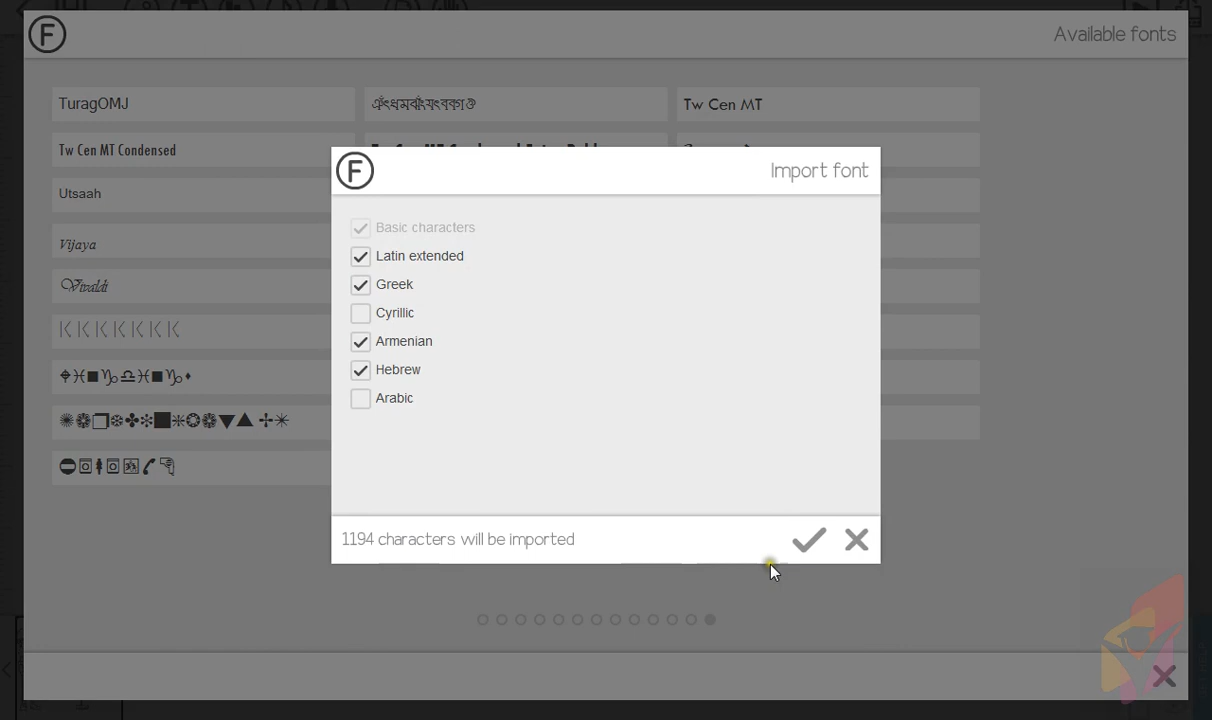 F
Available fonts
TuragOMJ
Tw Cen MT
Tw Cen MT Condensed
Utsaah
Vijaya
Vivaldi
F
Import font
Basic characters
Latin extended
Greek
Cyrillic
Armenian
Hebrew
Arabic
1194 characters will be imported